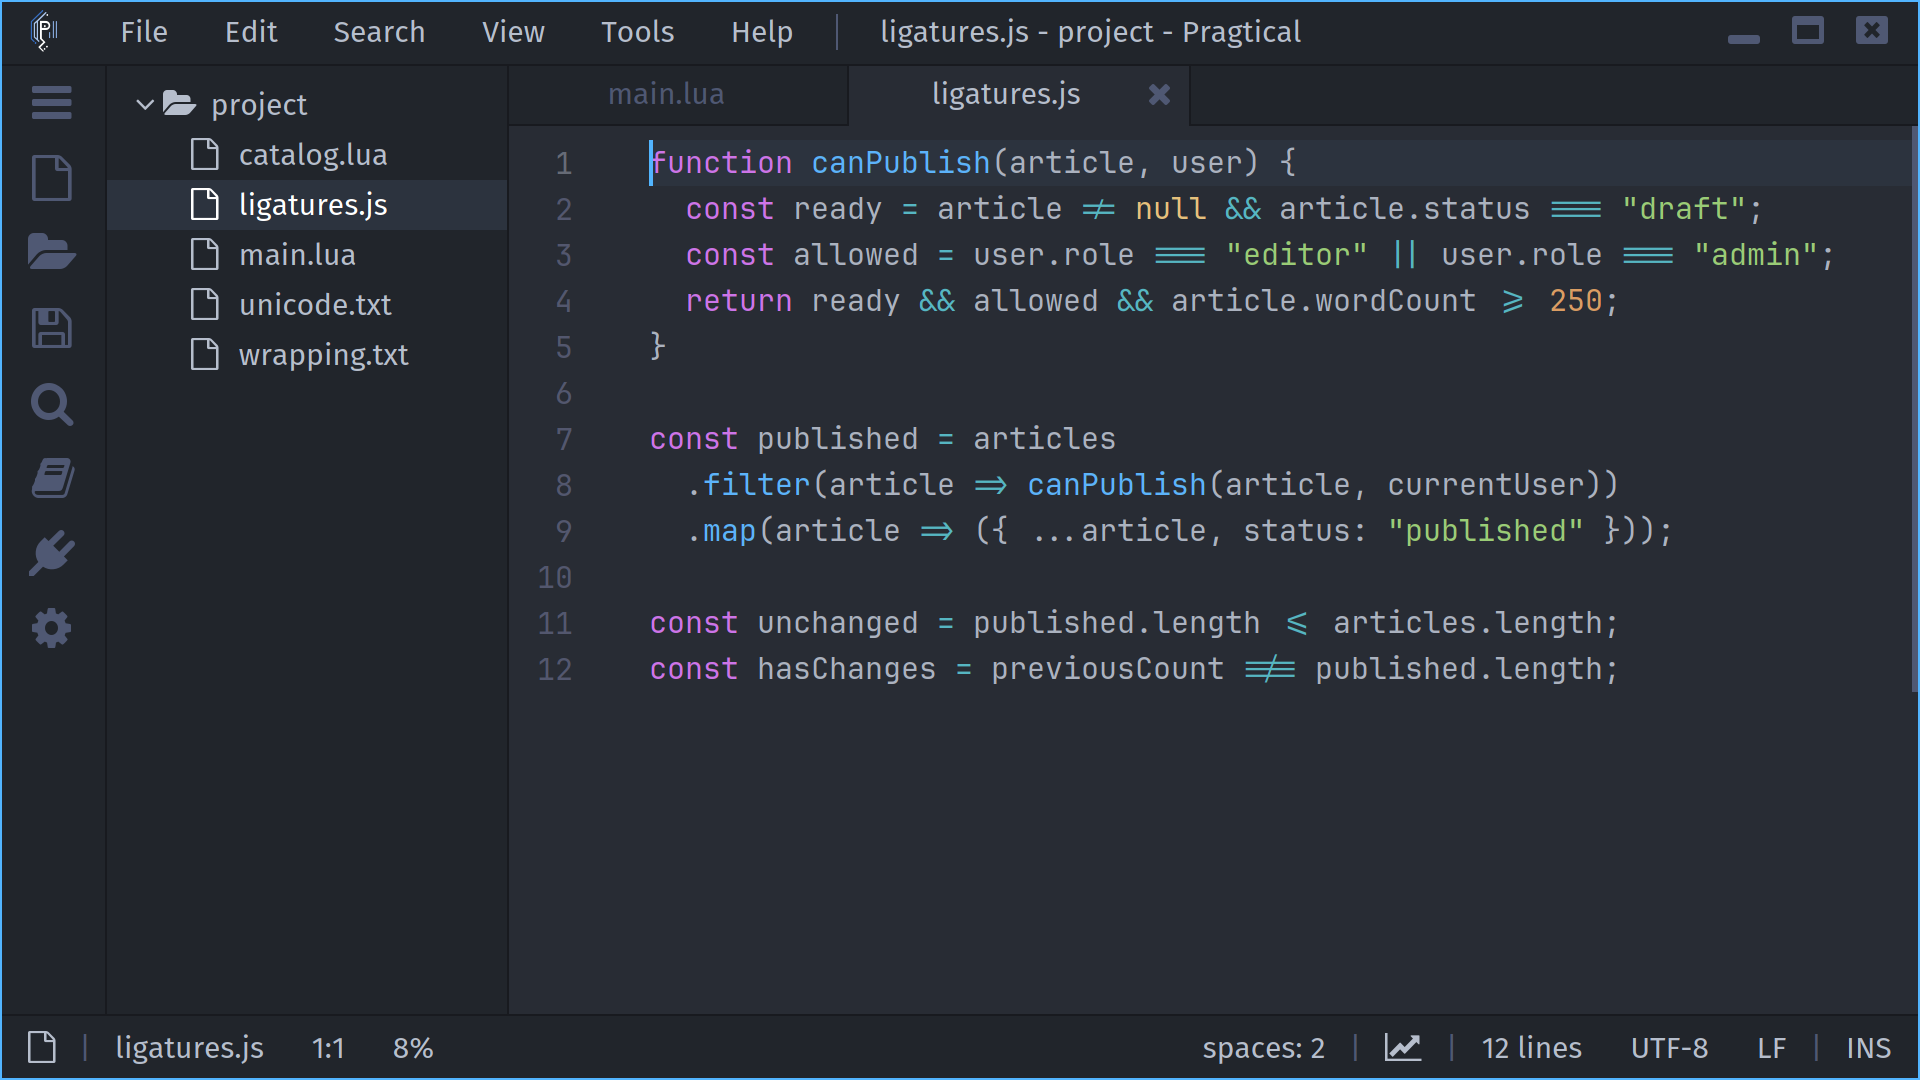 File Edit Search View Tools Help ligatures.js - project - Pragtical
project
catalog.lua
ligatures.js
main.lua
unicode.txt
wrapping.txt
main.lua ligatures.js
1 function canPublish(article, user) {
2   const ready = article != null && article.status === "draft";
3   const allowed = user.role === "editor" || user.role === "admin";
4   return ready && allowed && article.wordCount >= 250;
5 }
6
7 const published = articles
8   .filter(article => canPublish(article, currentUser))
9   .map(article => ({ ...article, status: "published" }));
10
11 const unchanged = published.length <= articles.length;
12 const hasChanges = previousCount !== published.length;
ligatures.js 1:1 8% spaces: 2 12 lines UTF-8 LF INS